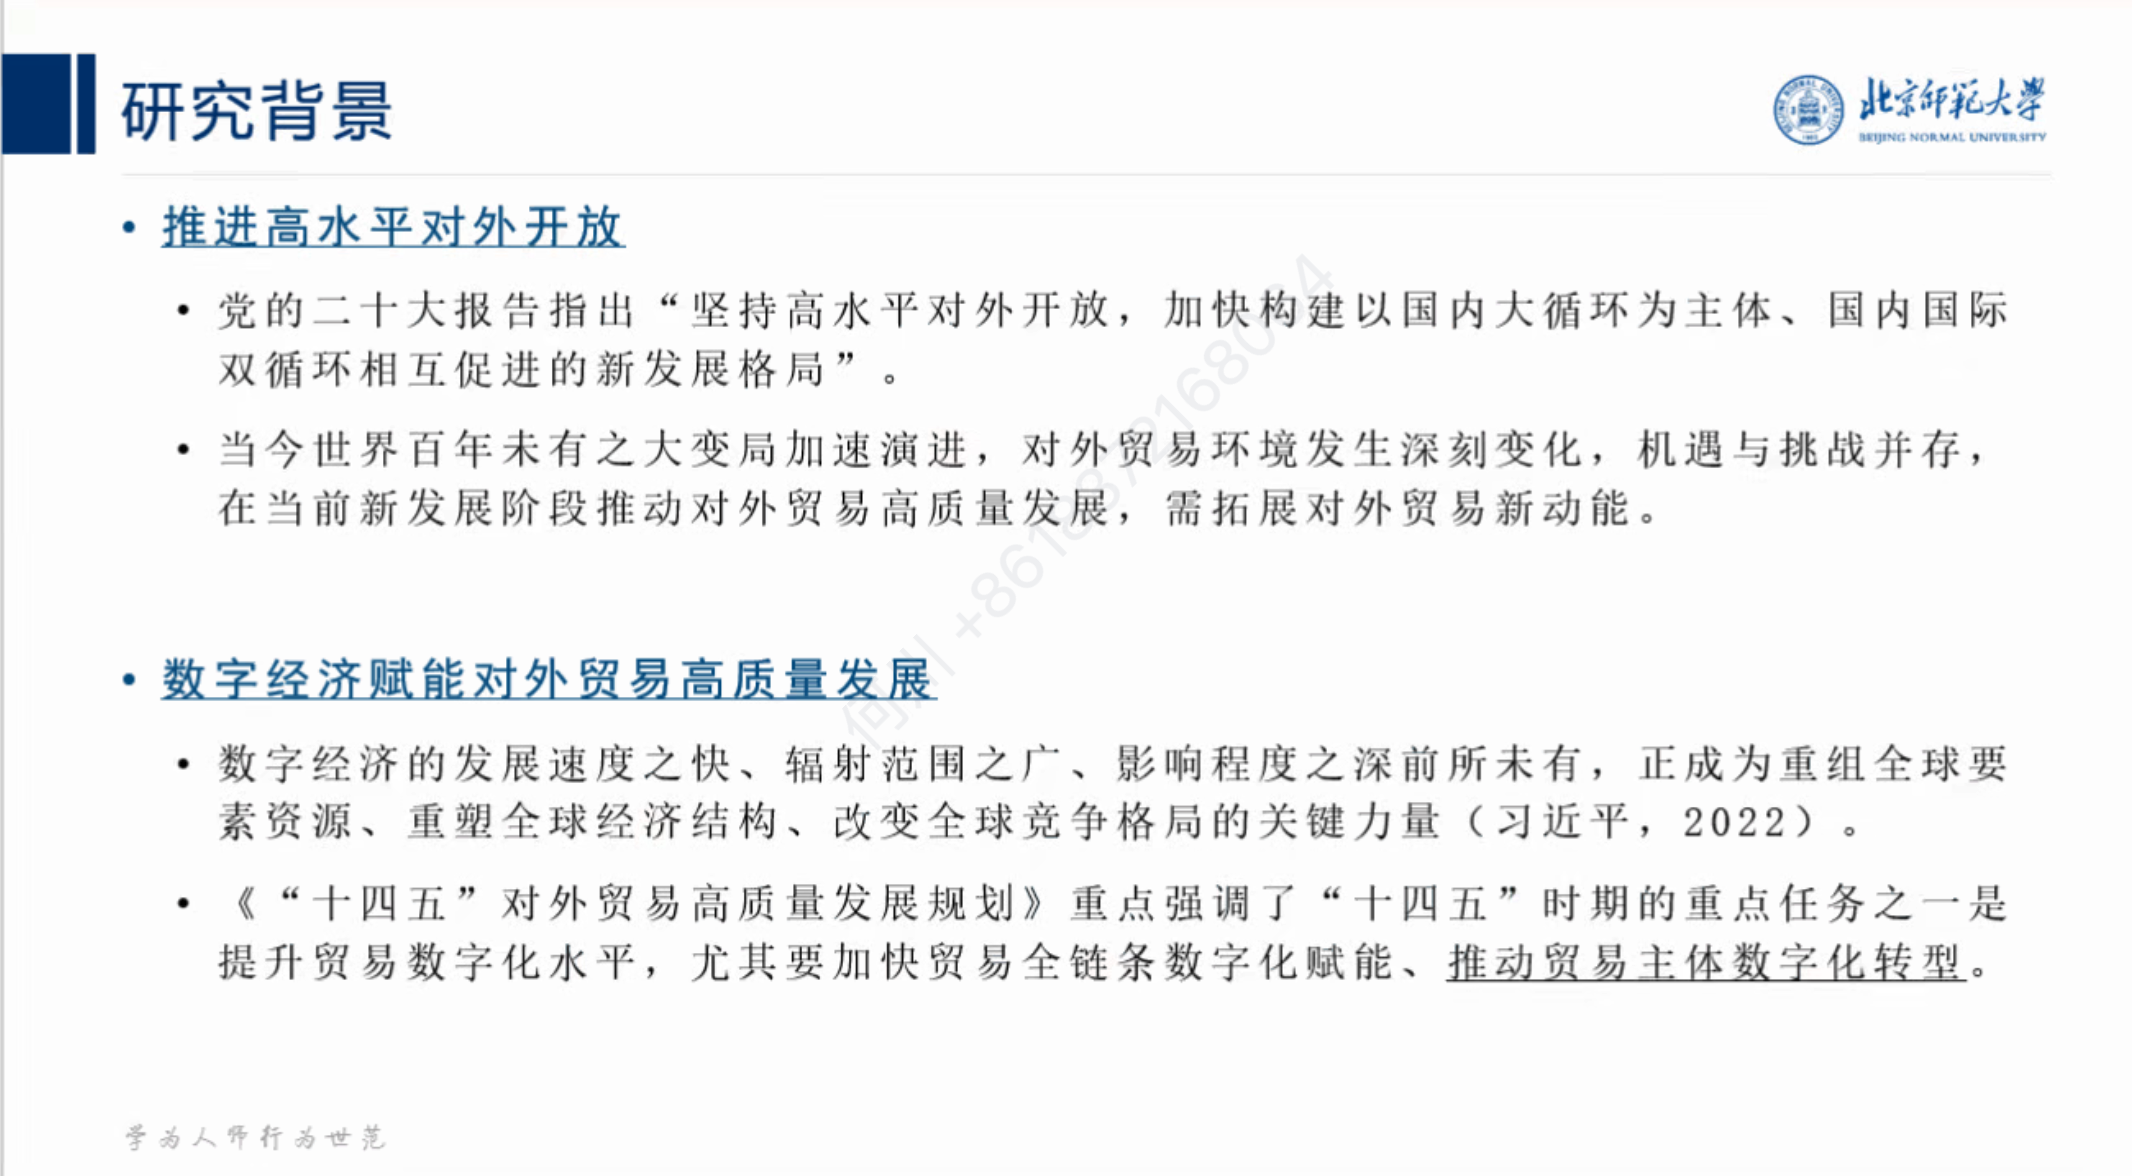 研究背景
北京师范大学
BEIJING NORMAL UNIVERSITY
• 推进高水平对外开放
• 党的二十大报告指出“坚持高水平对外开放，加快构建以国内大循环为主体、国内国际
双循环相互促进的新发展格局”。
• 当今世界百年未有之大变局加速演进，对外贸易环境发生深刻变化，机遇与挑战并存，
在当前新发展阶段推动对外贸易高质量发展，需拓展对外贸易新动能。
• 数字经济赋能对外贸易高质量发展
• 数字经济的发展速度之快、辐射范围之广、影响程度之深前所未有，正成为重组全球要
素资源、重塑全球经济结构、改变全球竞争格局的关键力量（习近平，2022）。
• 《“十四五”对外贸易高质量发展规划》重点强调了“十四五”时期的重点任务之一是
提升贸易数字化水平，尤其要加快贸易全链条数字化赋能、推动贸易主体数字化转型。
学为人师行为世范